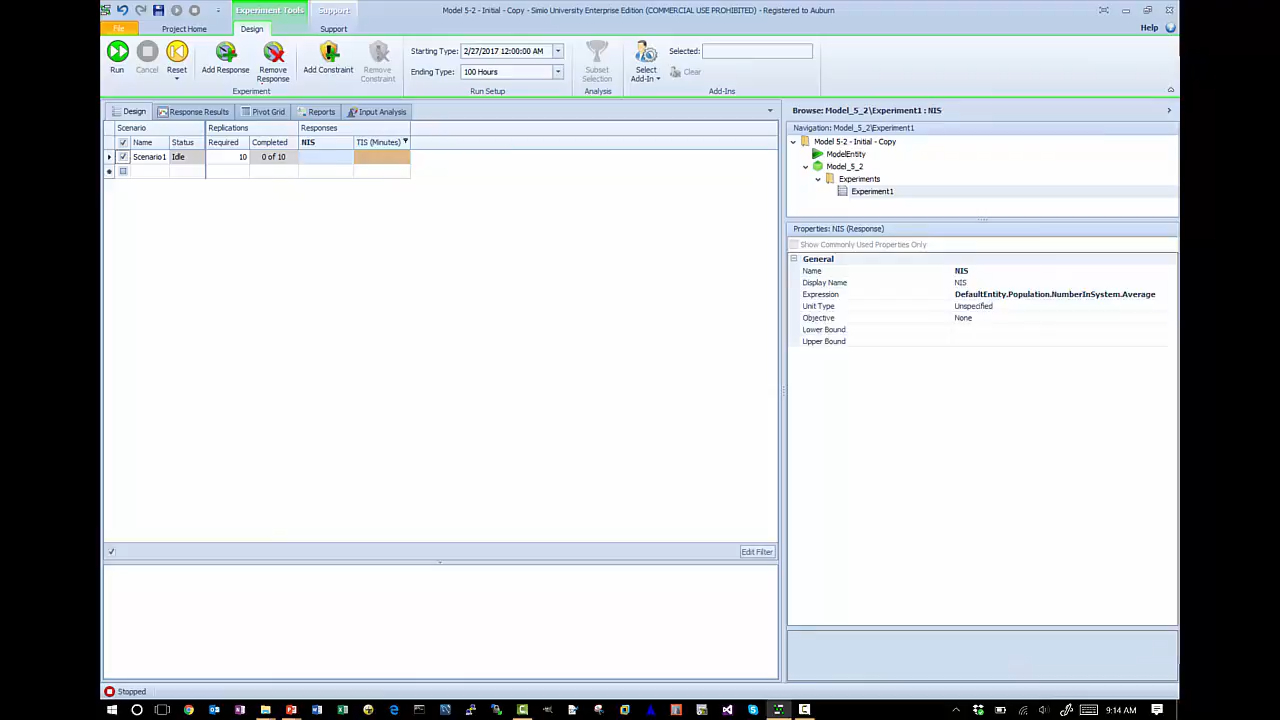 Experiment Tools
Support
Model 5-2 - Initial - Copy - Simio University Enterprise Edition (COMMERCIAL USE PROHIBITED) - Registered to Auburn
File
Project Home
Design
Support
Help
Run
Cancel
Reset
Add Response
Remove Response
Add Constraint
Remove Constraint
Experiment
Starting Type: 2/27/2017 12:00:00 AM
Ending Type: 100 Hours
Run Setup
Subset Selection
Analysis
Select Add-In
Selected:
Clear
Add-Ins
Design
Response Results
Pivot Grid
Reports
Input Analysis
Scenario
Replications
Responses
Name
Status
Required
Completed
NIS
TIS (Minutes)
Scenario1
Idle
10
0 of 10
Edit Filter
Browse: Model_5_2\Experiment1 : NIS
Navigation: Model_5_2\Experiment1
Model 5-2 - Initial - Copy
ModelEntity
Model_5_2
Experiments
Experiment1
Properties: NIS (Response)
Show Commonly Used Properties Only
General
Name NIS
Display Name NIS
Expression DefaultEntity.Population.NumberInSystem.Average
Unit Type Unspecified
Objective None
Lower Bound
Upper Bound
Stopped
9:14 AM